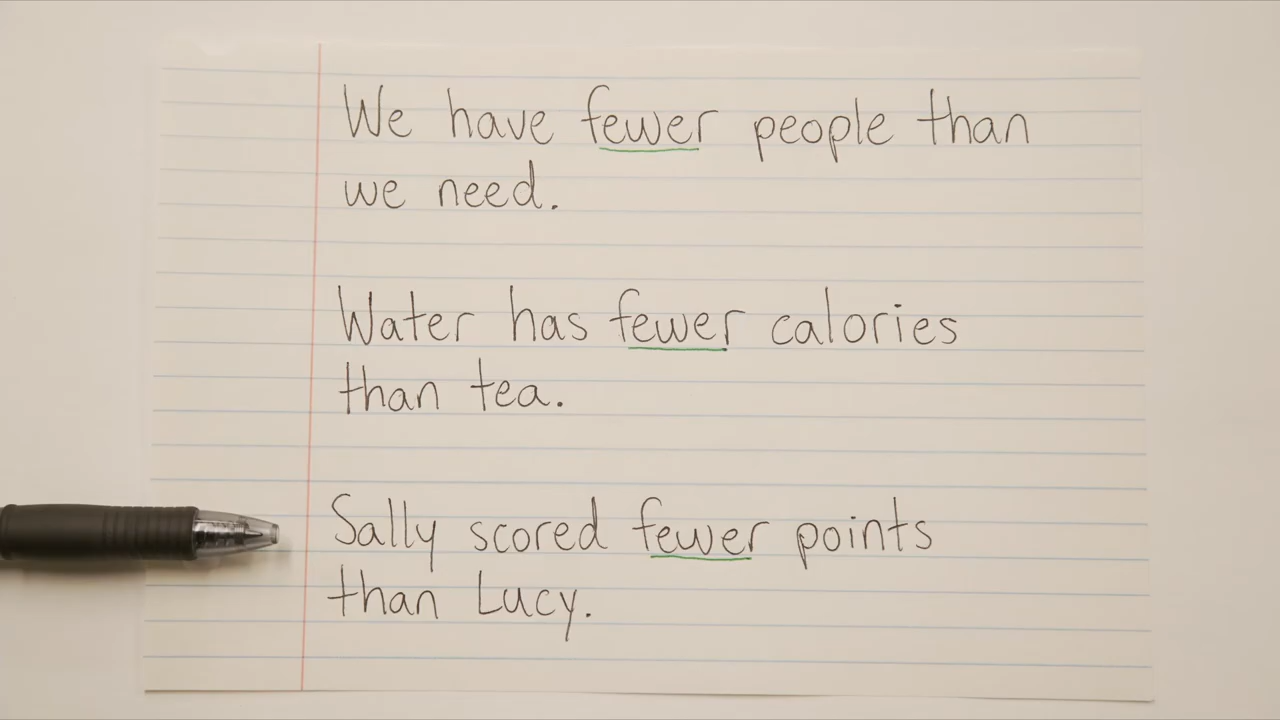 We have fewer people than
we need.
Water has fewer calories
than tea.
Sally scored fewer points
than Lucy.